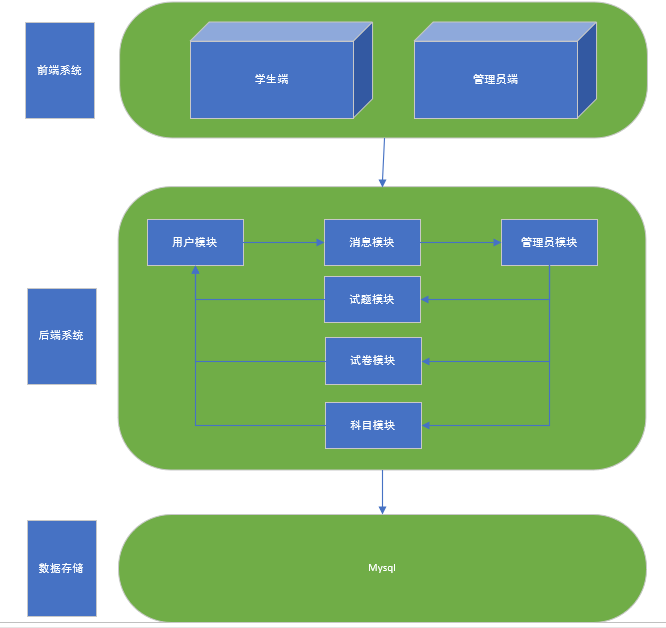 前端系统
学生端
管理员端
用户模块
消息模块
管理员模块
试题模块
后端系统
试卷模块
科目模块
数据存储
Mysql